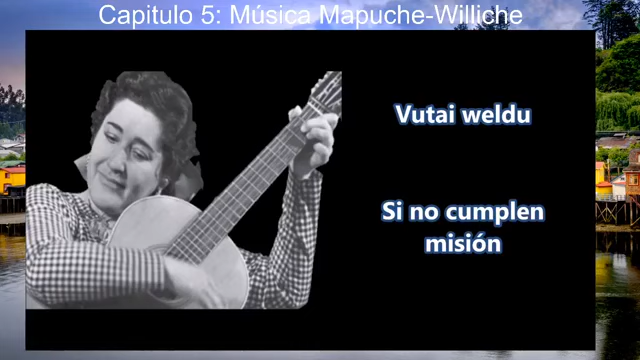 Capitulo 5: Música Mapuche-Williche
Vutai weldu
Si no cumplen
misión